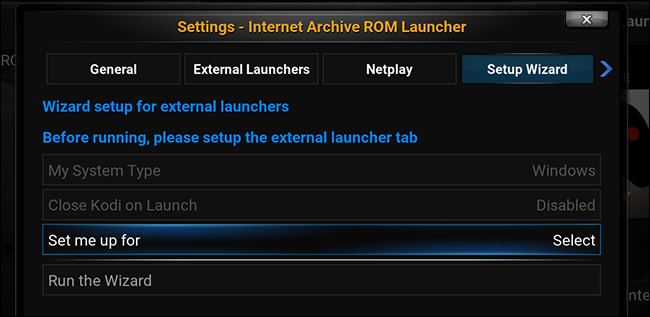 Settings - Internet Archive ROM Launcher
General
External Launchers
Netplay
Setup Wizard
Wizard setup for external launchers
Before running, please setup the external launcher tab
My System Type
Windows
Close Kodi on Launch
Disabled
Set me up for
Select
Run the Wizard